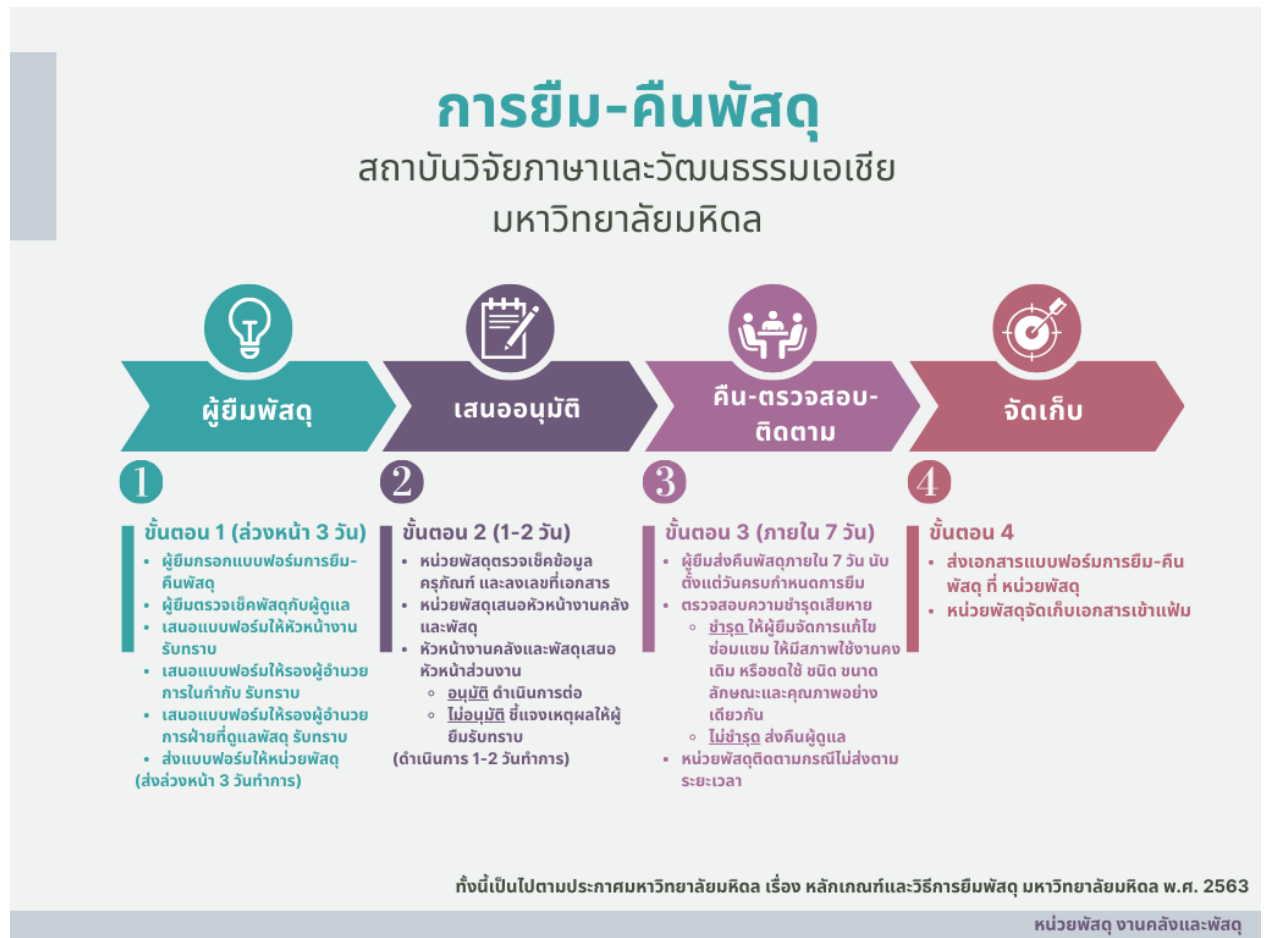 การยืม-คืนพัสดุ
สถาบันวิจัยภาษาและวัฒนธรรมเอเชีย
มหาวิทยาลัยมหิดล
ผู้ยืมพัสดุ
1
ขั้นตอน 1 (ล่วงหน้า 3 วัน)
• ผู้ยืมกรอกแบบฟอร์มการยืม-
คืนพัสดุ
• ผู้ยืมตรวจเช็คพัสดุกับผู้ดูแล
• เสนอแบบฟอร์มให้หัวหน้างาน
รับทราบ
• เสนอแบบฟอร์มให้รองผู้อำนวย
การในกำกับ รับทราบ
• เสนอแบบฟอร์มให้รองผู้อำนวย
การฝ่ายที่ดูแลพัสดุ รับทราบ
• ส่งแบบฟอร์มให้หน่วยพัสดุ
(ส่งล่วงหน้า 3 วันทำการ)
เสนออนุมัติ
2
ขั้นตอน 2 (1-2 วัน)
• หน่วยพัสดุตรวจเช็คข้อมูล
ครุภัณฑ์ และลงเลขที่เอกสาร
• หน่วยพัสดุเสนอหัวหน้างานคลัง
และพัสดุ
• หัวหน้างานคลังและพัสดุเสนอ
หัวหน้าส่วนงาน
◦ อนุมัติ ดำเนินการต่อ
◦ ไม่อนุมัติ ชี้แจงเหตุผลให้ผู้
ยืมรับทราบ
(ดำเนินการ 1-2 วันทำการ)
คืน-ตรวจสอบ-
ติดตาม
3
ขั้นตอน 3 (ภายใน 7 วัน)
• ผู้ยืมส่งคืนพัสดุภายใน 7 วัน นับ
ตั้งแต่วันครบกำหนดการยืม
• ตรวจสอบความชำรุดเสียหาย
◦ ชำรุด ให้ผู้ยืมจัดการแก้ไข
ซ่อมแซม ให้มีสภาพใช้งานคง
เดิม หรือชดใช้ ชนิด ขนาด
ลักษณะและคุณภาพอย่าง
เดียวกัน
◦ ไม่ชำรุด ส่งคืนผู้ดูแล
• หน่วยพัสดุติดตามกรณีไม่ส่งตาม
ระยะเวลา
จัดเก็บ
4
ขั้นตอน 4
• ส่งเอกสารแบบฟอร์มการยืม-คืน
พัสดุ ที่ หน่วยพัสดุ
• หน่วยพัสดุจัดเก็บเอกสารเข้าแฟ้ม
ทั้งนี้เป็นไปตามประกาศมหาวิทยาลัยมหิดล เรื่อง หลักเกณฑ์และวิธีการยืมพัสดุ มหาวิทยาลัยมหิดล พ.ศ. 2563
หน่วยพัสดุ งานคลังและพัสดุ